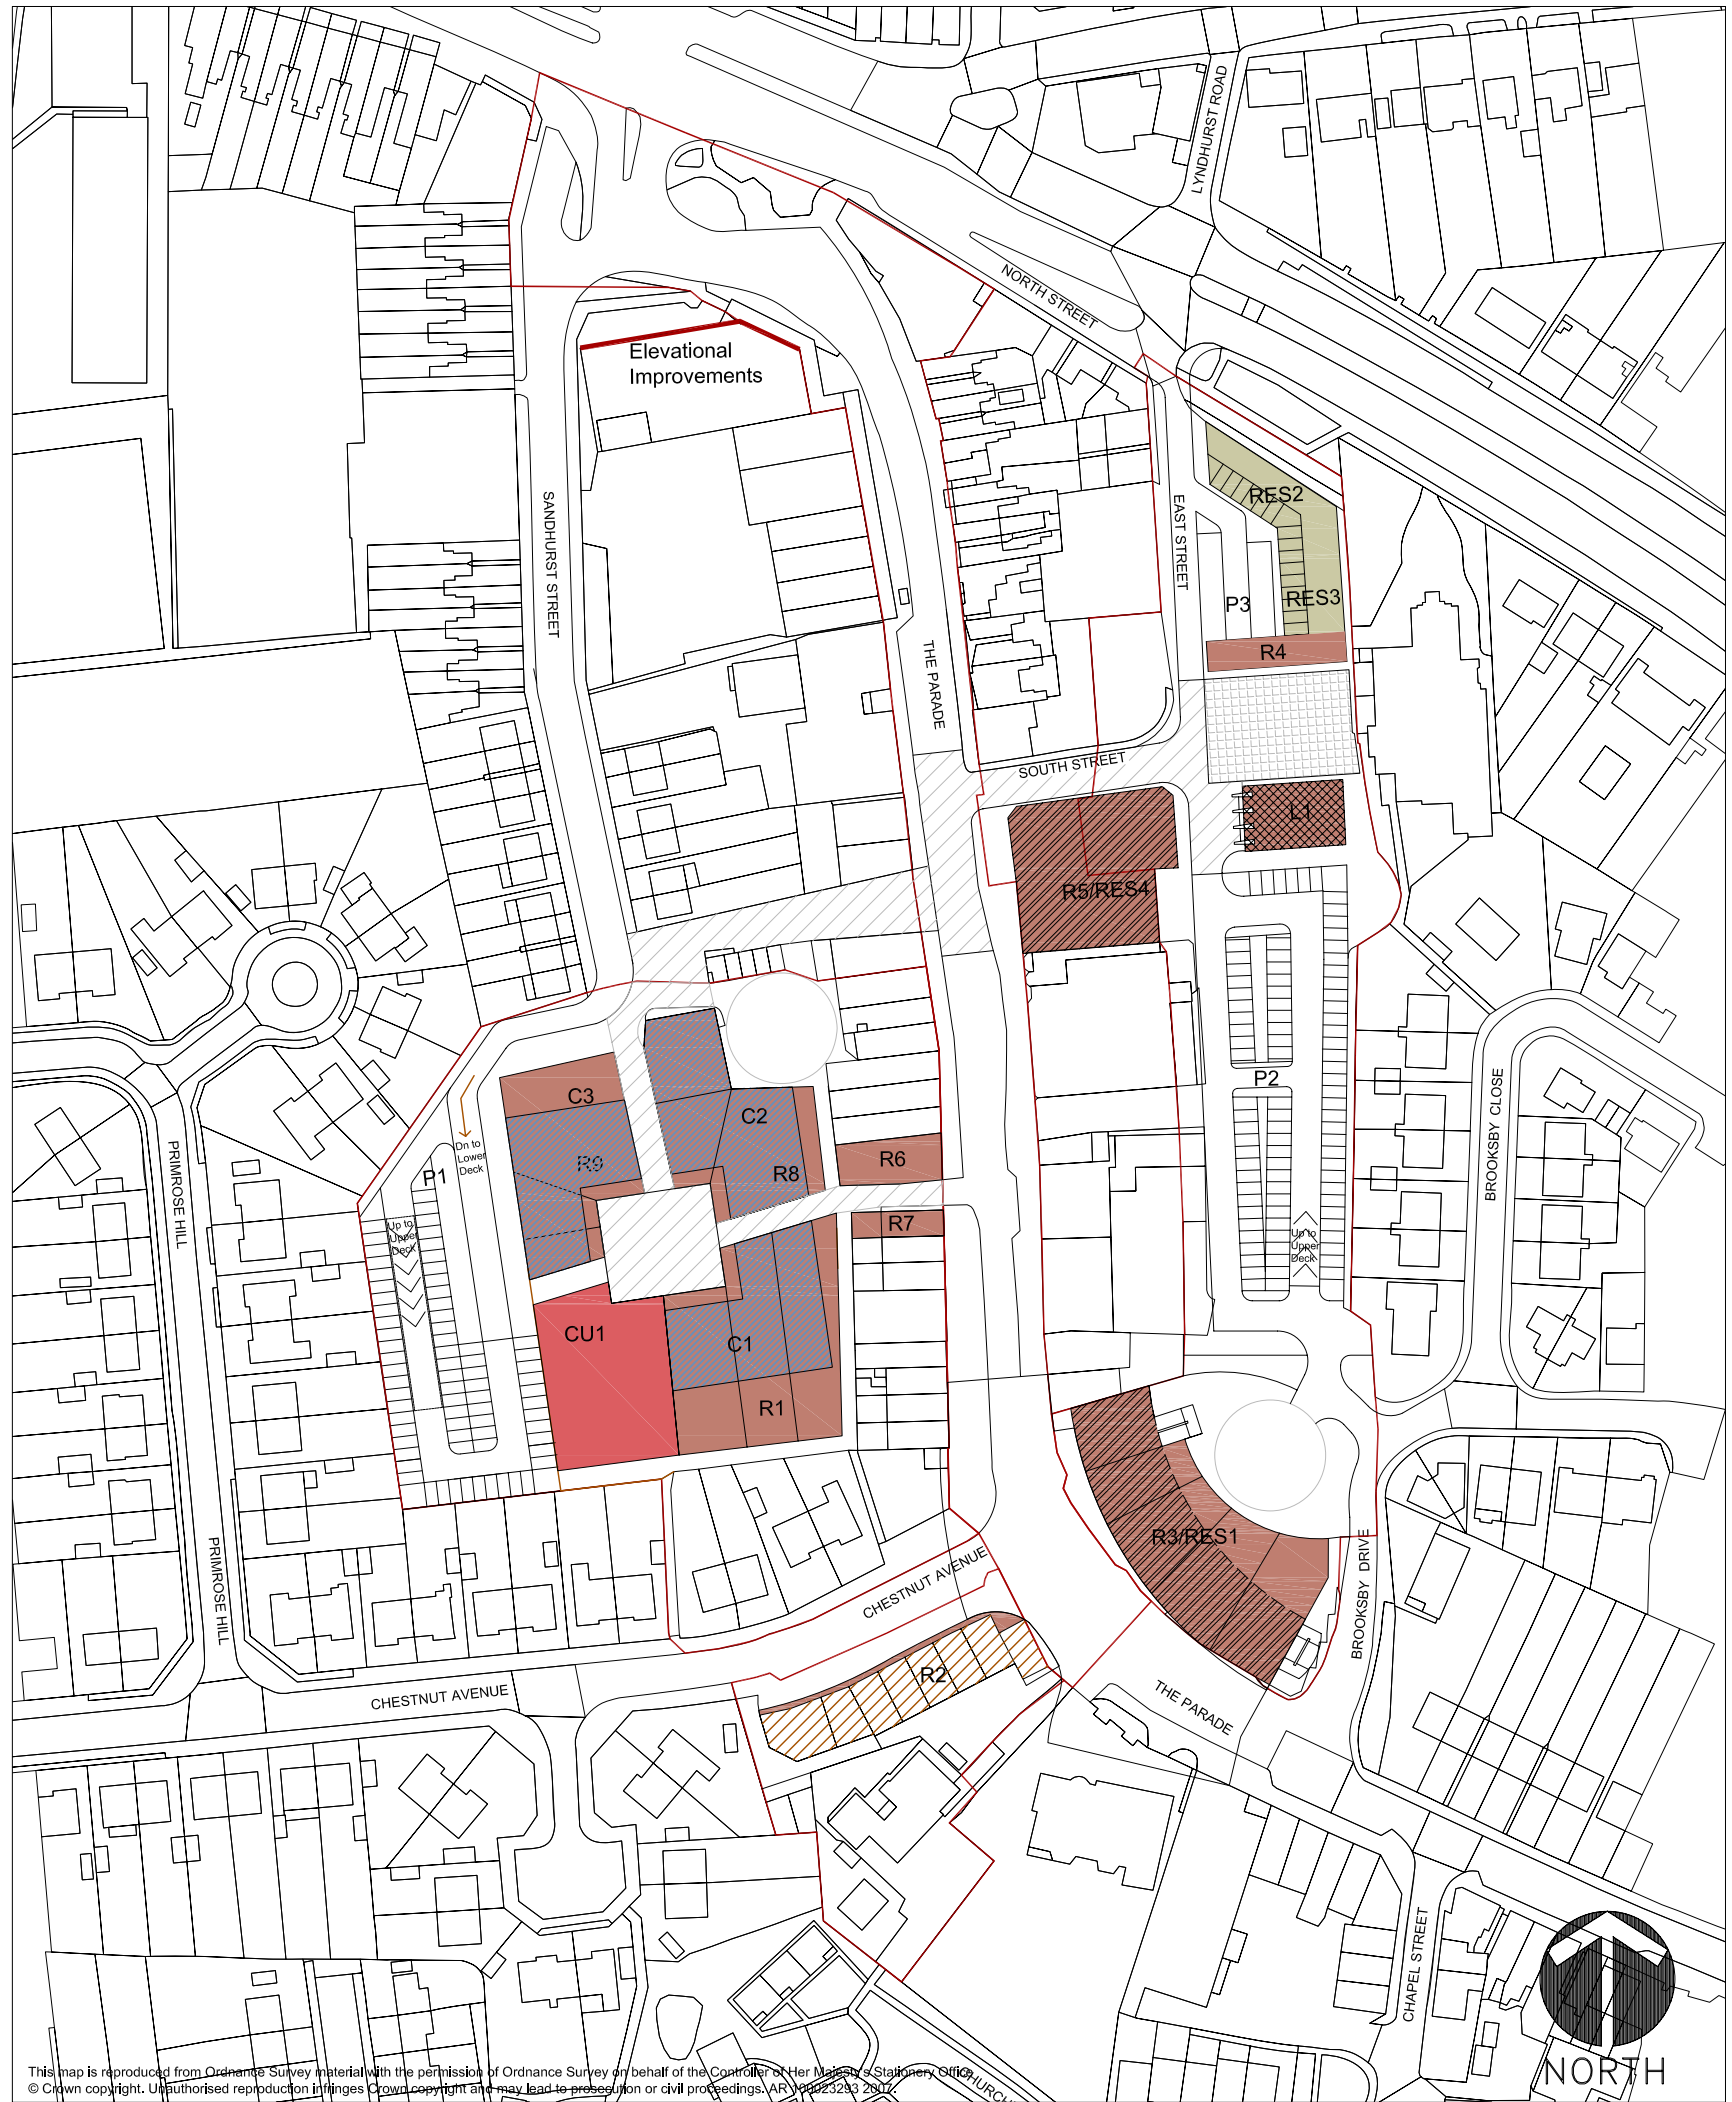 LYNDHURST ROAD
NORTH STREET
Elevational
Improvements
SANDHURST STREET
EAST STREET
RES2
RES3
P3
R4
THE PARADE
SOUTH STREET
L1
R5/RES4
C3
C2
R9
R8
R6
R7
P1
Dn to
Lower
Deck
Up to
Upper
Deck
P2
Up to
Upper
Deck
BROOKSBY CLOSE
PRIMROSE HILL
CU1
C1
R1
R3/RES1
PRIMROSE HILL
CHESTNUT AVENUE
BROOKSBY DRIVE
R2
CHESTNUT AVENUE
THE PARADE
CHAPEL STREET
NORTH
This map is reproduced from Ordnance Survey material with the permission of Ordnance Survey on behalf of the Controller of Her Majesty's Stationery Office
© Crown copyright. Unauthorised reproduction infringes Crown copyright and may lead to prosecution or civil proceedings. AR 100023293 2007.